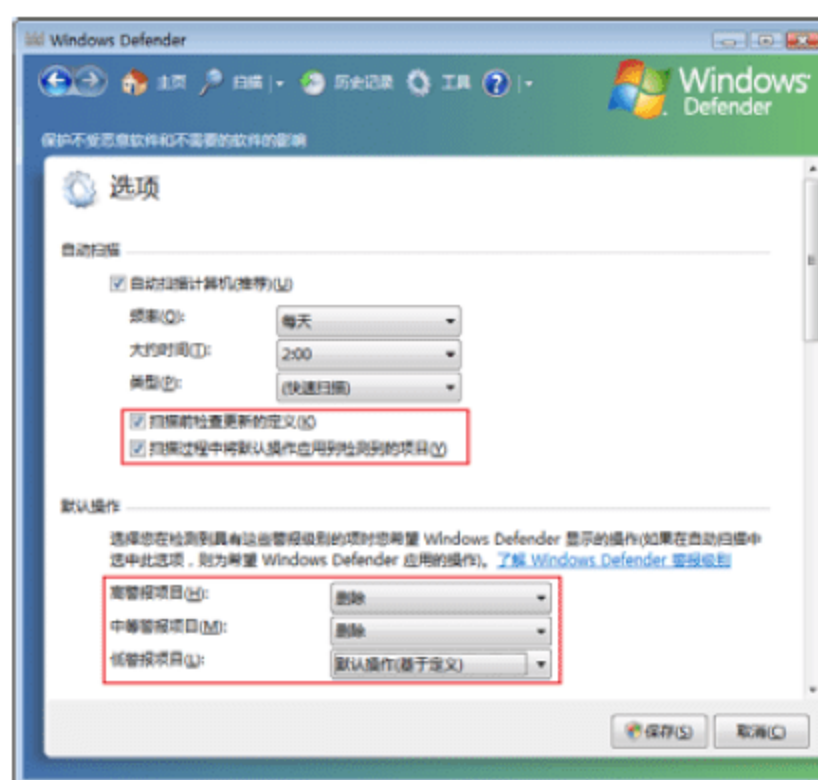 Windows Defender
主页 扫描 历史记录 工具
Windows
Defender
保护不受恶意软件和不需要的软件的影响
选项
自动扫描
自动扫描计算机(推荐)(U)
频率(Q):
每天
大约时间(T):
2:00
类型(P):
(快速扫描)
扫描前检查更新的定义(K)
扫描过程中将默认操作应用到检测到的项目(Y)
默认操作
选择您在检测到具有这些警报级别的项时您希望 Windows Defender 显示的操作(如果在自动扫描中
选中此选项，则为希望 Windows Defender 应用的操作)。了解 Windows Defender 警报级别
高警报项目(H):
删除
中等警报项目(M):
删除
低警报项目(L):
默认操作(基于定义)
保存(S) 取消(C)